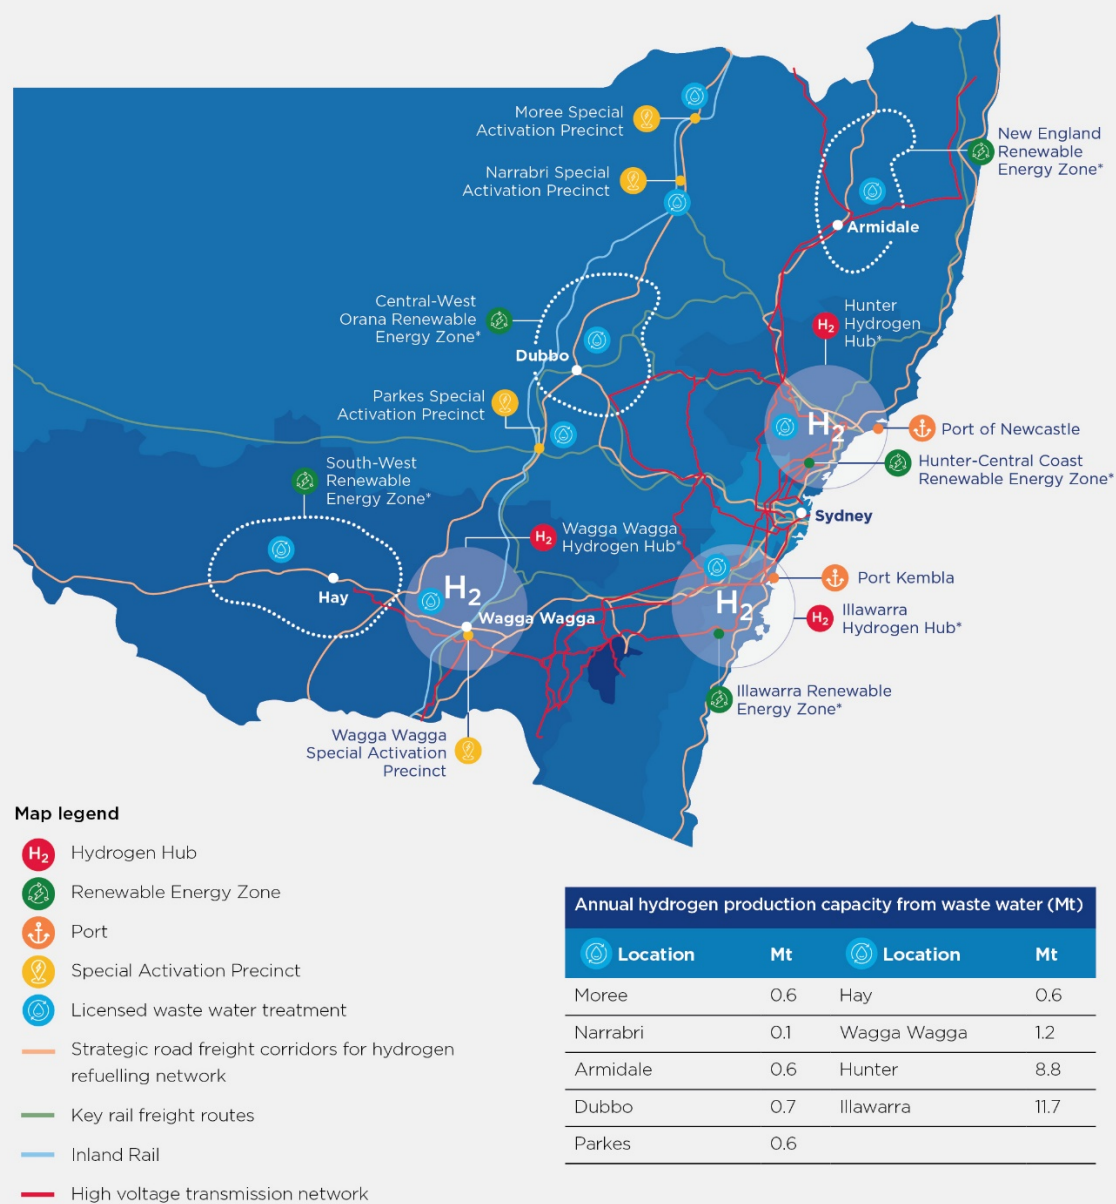 Moree Special
Activation Precinct
Narrabri Special
Activation Precinct
New England
Renewable
Energy Zone*
Armidale
Central-West
Orana Renewable
Energy Zone*
Hunter
Hydrogen
Hub*
H2
Dubbo
Parkes Special
Activation Precinct
H2
Port of Newcastle
South-West
Renewable
Energy Zone*
Hunter-Central Coast
Renewable Energy Zone*
Sydney
H2
Wagga Wagga
Hydrogen Hub*
Hay
H2
Wagga Wagga
H2
Port Kembla
H2
Illawarra
Hydrogen Hub*
Illawarra Renewable
Energy Zone*
Wagga Wagga
Special Activation
Precinct
Map legend
H2 Hydrogen Hub
Renewable Energy Zone
Port
Special Activation Precinct
Licensed waste water treatment
Strategic road freight corridors for hydrogen
refuelling network
Key rail freight routes
Inland Rail
High voltage transmission network
Annual hydrogen production capacity from waste water (Mt)
Location Mt Location Mt
Moree 0.6 Hay 0.6
Narrabri 0.1 Wagga Wagga 1.2
Armidale 0.6 Hunter 8.8
Dubbo 0.7 Illawarra 11.7
Parkes 0.6